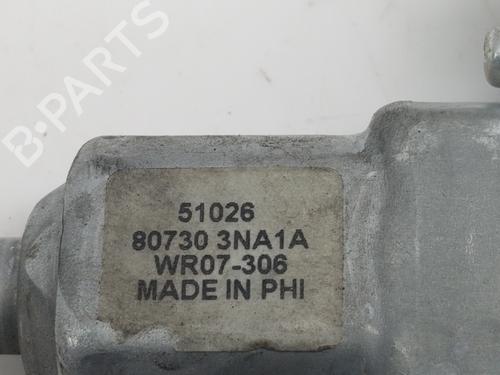 B-PARTS
51026
80730 3NA1A
WR07-306
MADE IN PHI